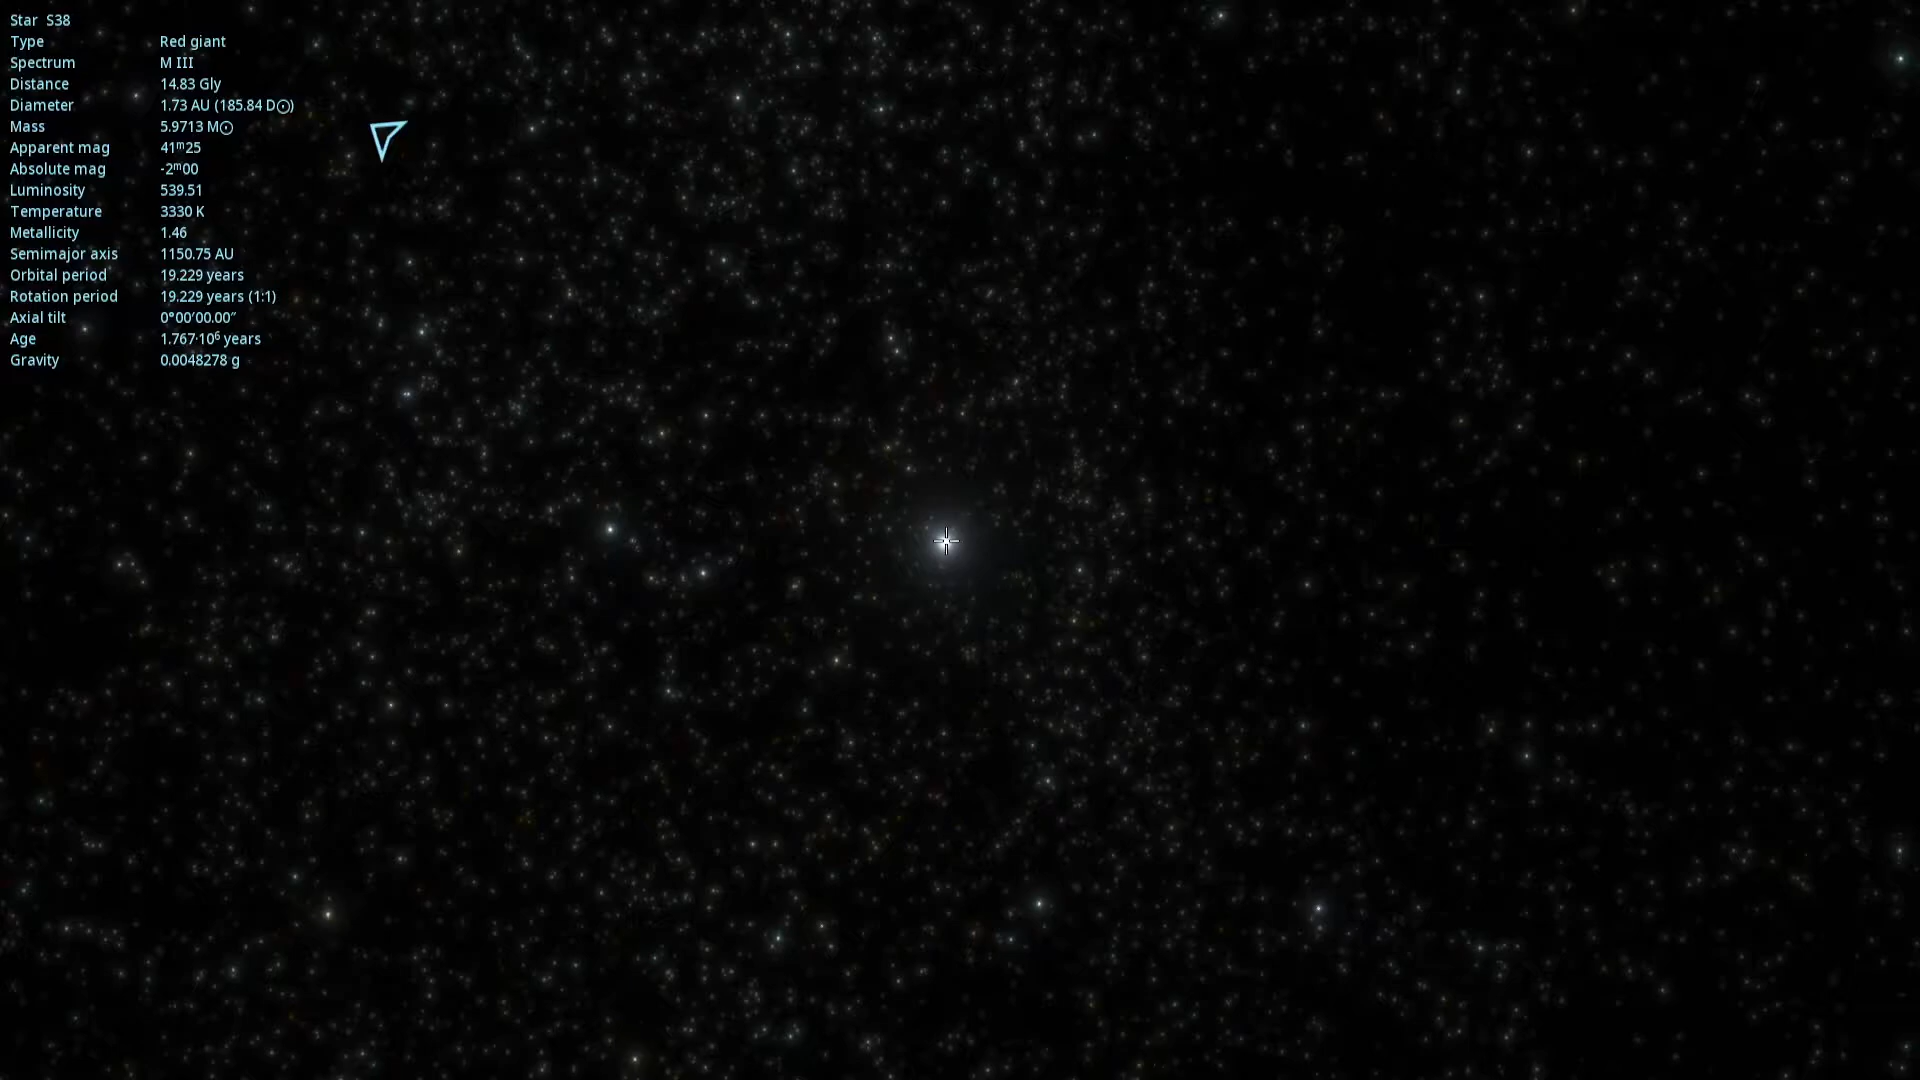 Star S38
Type Red giant
Spectrum M III
Distance 14.83 Gly
Diameter 1.73 AU (185.84 D☉)
Mass 5.9713 M☉
Apparent mag 41ᵐ25
Absolute mag -2ᵐ00
Luminosity 539.51
Temperature 3330 K
Metallicity 1.46
Semimajor axis 1150.75 AU
Orbital period 19.229 years
Rotation period 19.229 years (1:1)
Axial tilt 0°00′00.00″
Age 1.767·10⁶ years
Gravity 0.0048278 g